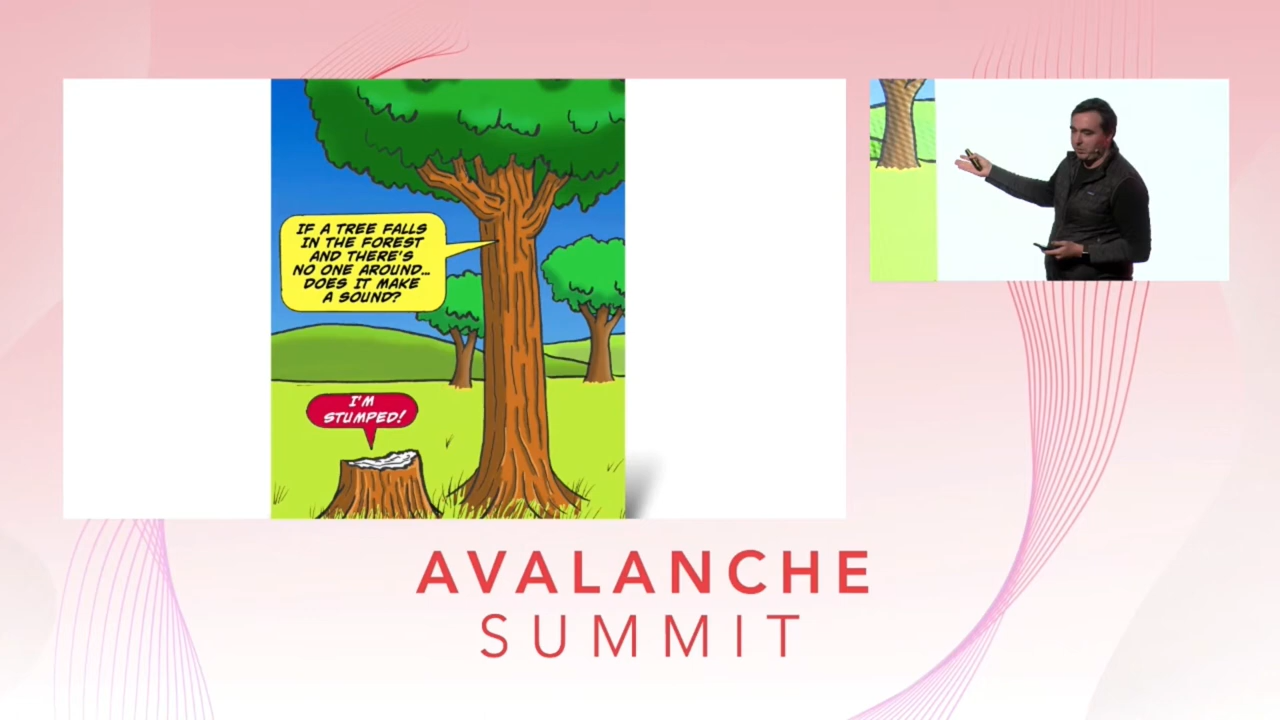 IF A TREE FALLS
IN THE FOREST
AND THERE'S
NO ONE AROUND...
DOES IT MAKE
A SOUND?
I'M
STUMPED!
AVALANCHE
SUMMIT